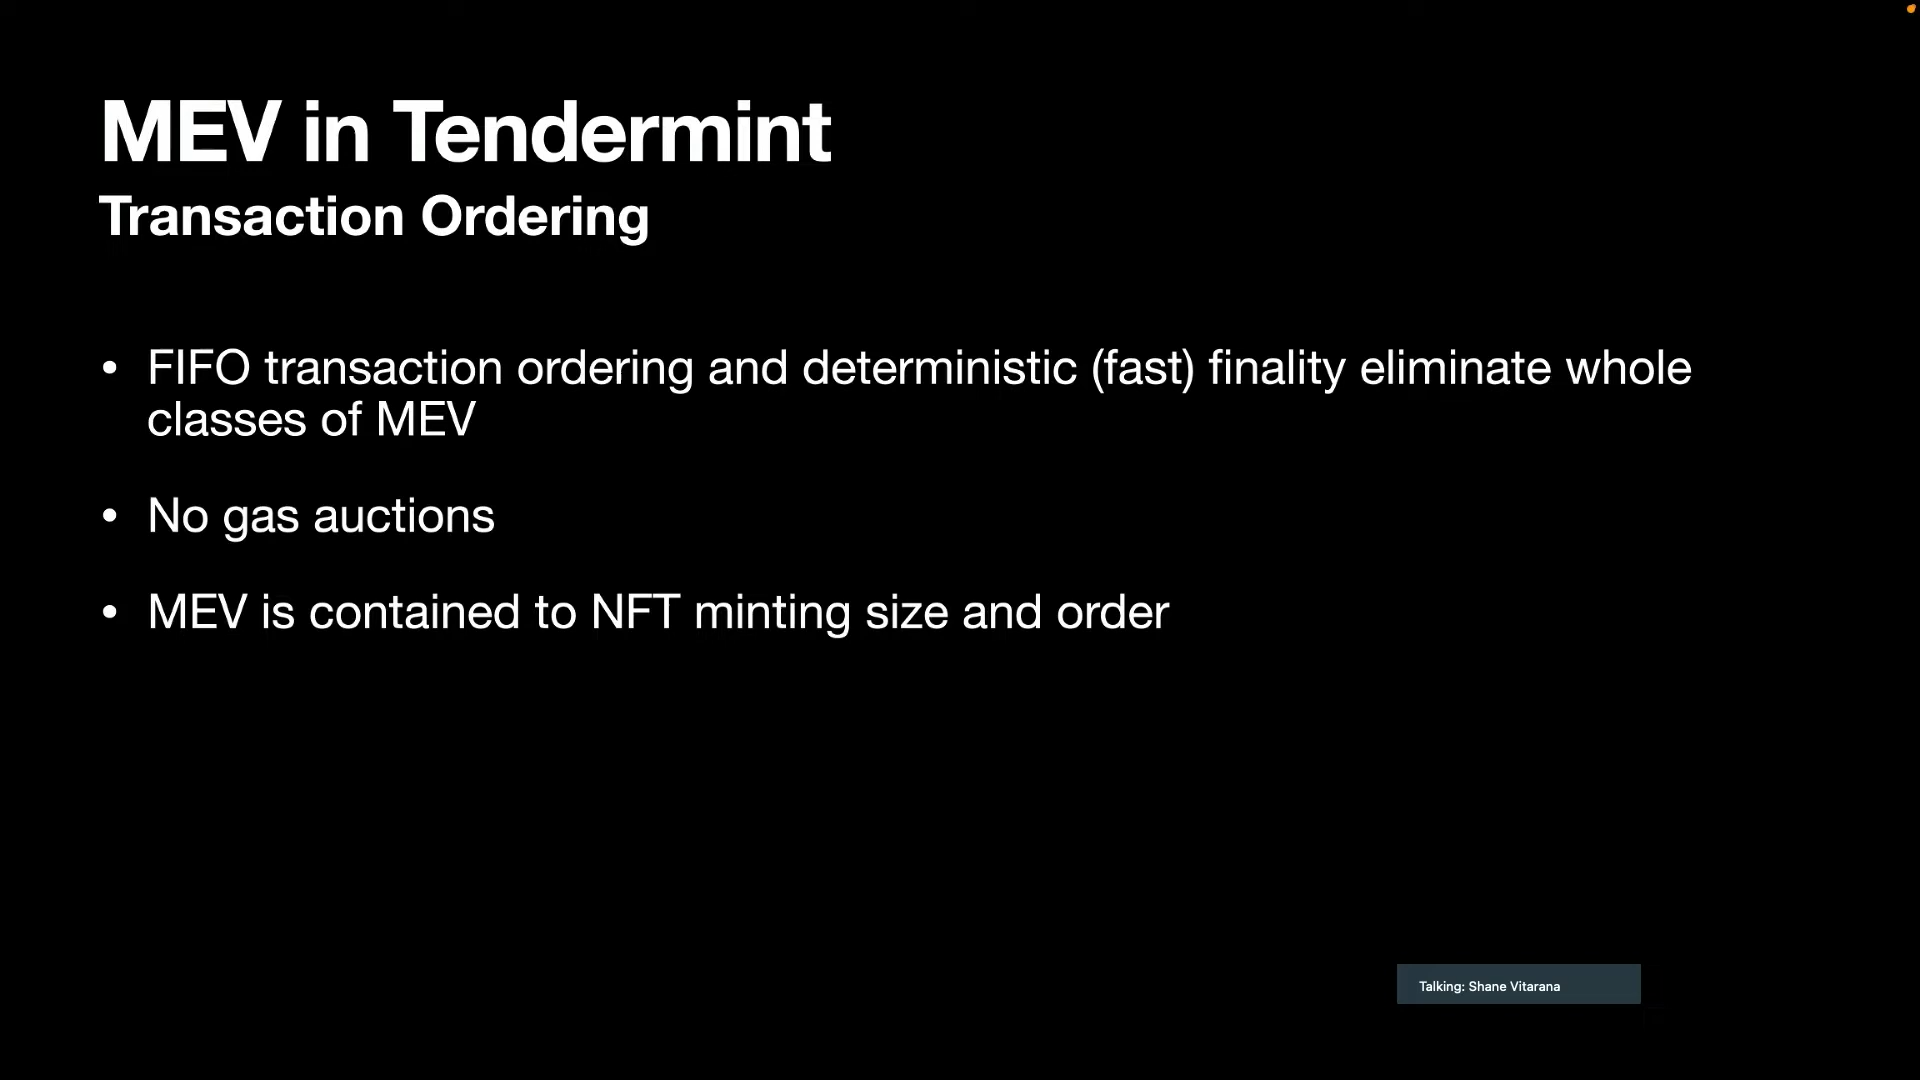 MEV in Tendermint
Transaction Ordering
• FIFO transaction ordering and deterministic (fast) finality eliminate whole
classes of MEV
• No gas auctions
• MEV is contained to NFT minting size and order
Talking: Shane Vitarana